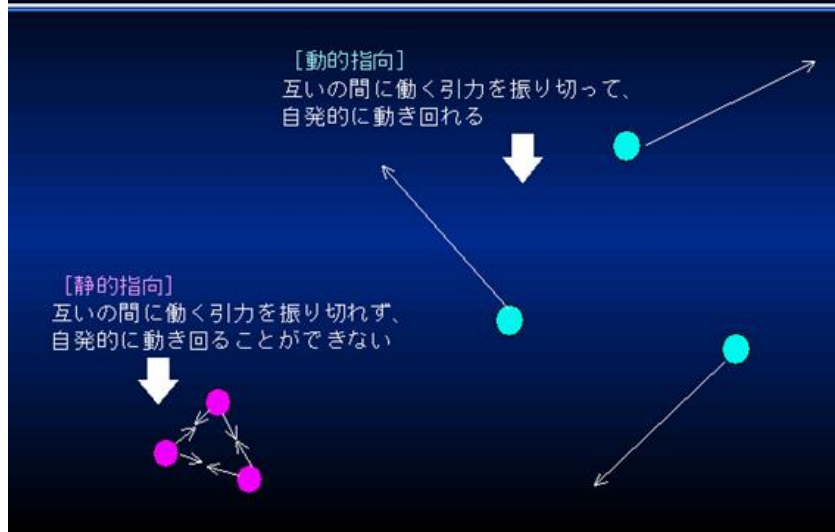 [動的指向]
互いの間に働く引力を振り切って、
自発的に動き回れる
[静的指向]
互いの間に働く引力を振り切れず、
自発的に動き回ることができない